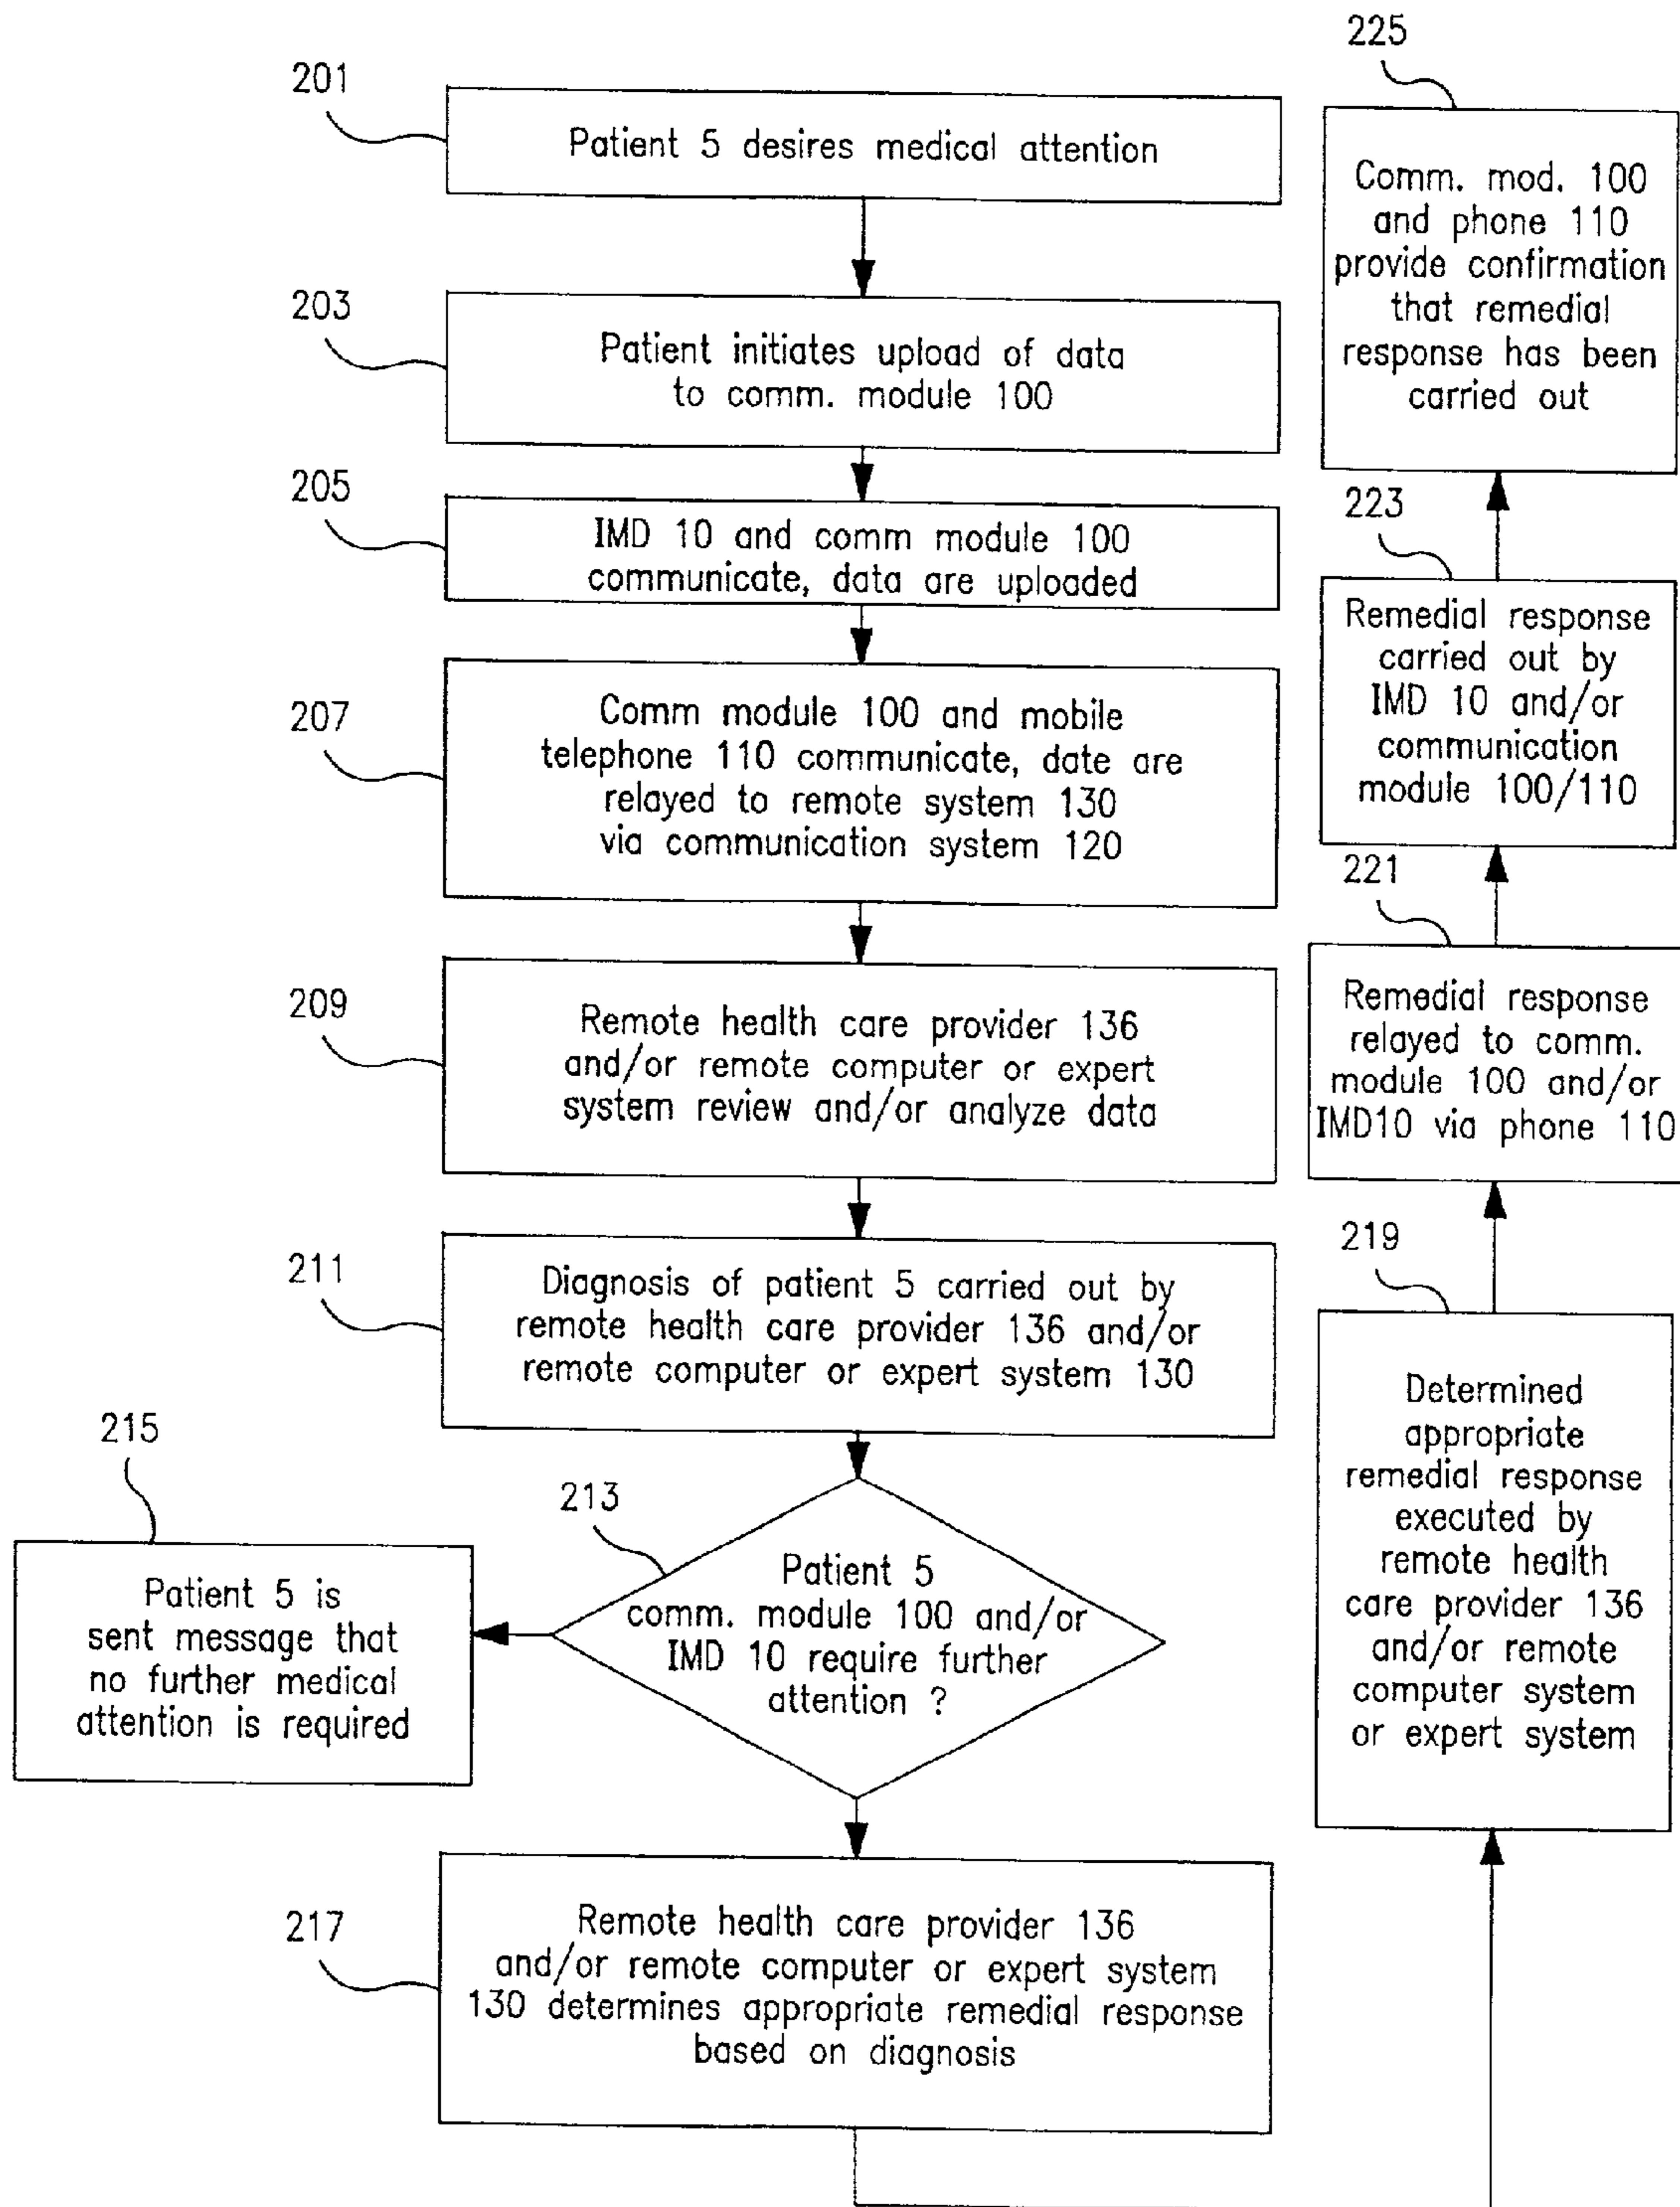 201
Patient 5 desires medical attention
203
Patient initiates upload of data
to comm. module 100
205
IMD 10 and comm module 100
communicate, data are uploaded
207
Comm module 100 and mobile
telephone 110 communicate, date are
relayed to remote system 130
via communication system 120
209
Remote health care provider 136
and/or remote computer or expert
system review and/or analyze data
211
Diagnosis of patient 5 carried out by
remote health care provider 136 and/or
remote computer or expert system 130
213
Patient 5
comm. module 100 and/or
IMD 10 require further
attention ?
215
Patient 5 is
sent message that
no further medical
attention is required
217
Remote health care provider 136
and/or remote computer or expert system
130 determines appropriate remedial response
based on diagnosis
219
Determined
appropriate
remedial response
executed by
remote health
care provider 136
and/or remote
computer system
or expert system
221
Remedial response
relayed to comm.
module 100 and/or
IMD10 via phone 110
223
Remedial response
carried out by
IMD 10 and/or
communication
module 100/110
225
Comm. mod. 100
and phone 110
provide confirmation
that remedial
response has been
carried out